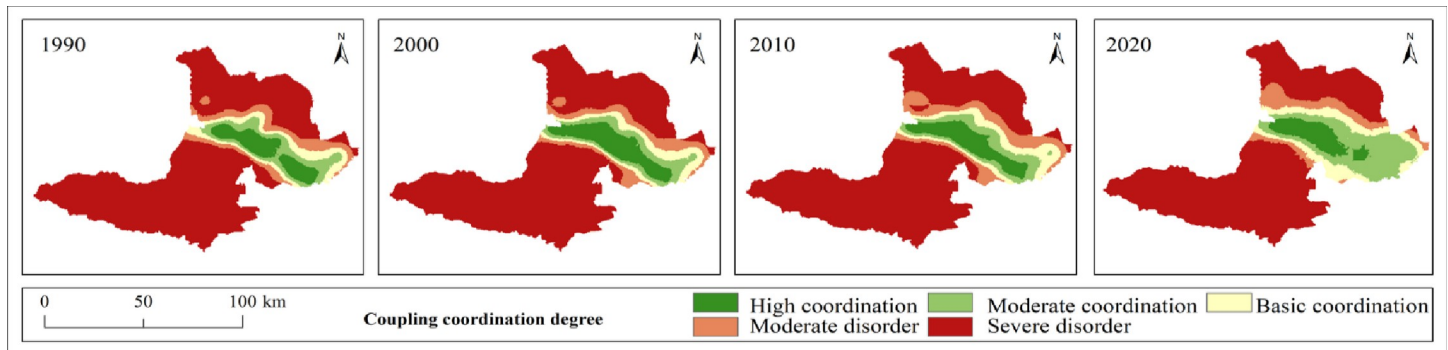 1990
N
2000
N
2010
N
2020
N
0 50 100 km
Coupling coordination degree
High coordination
Moderate coordination
Basic coordination
Moderate disorder
Severe disorder